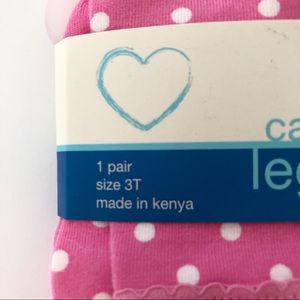 ca
leg
1 pair
size 3T
made in kenya